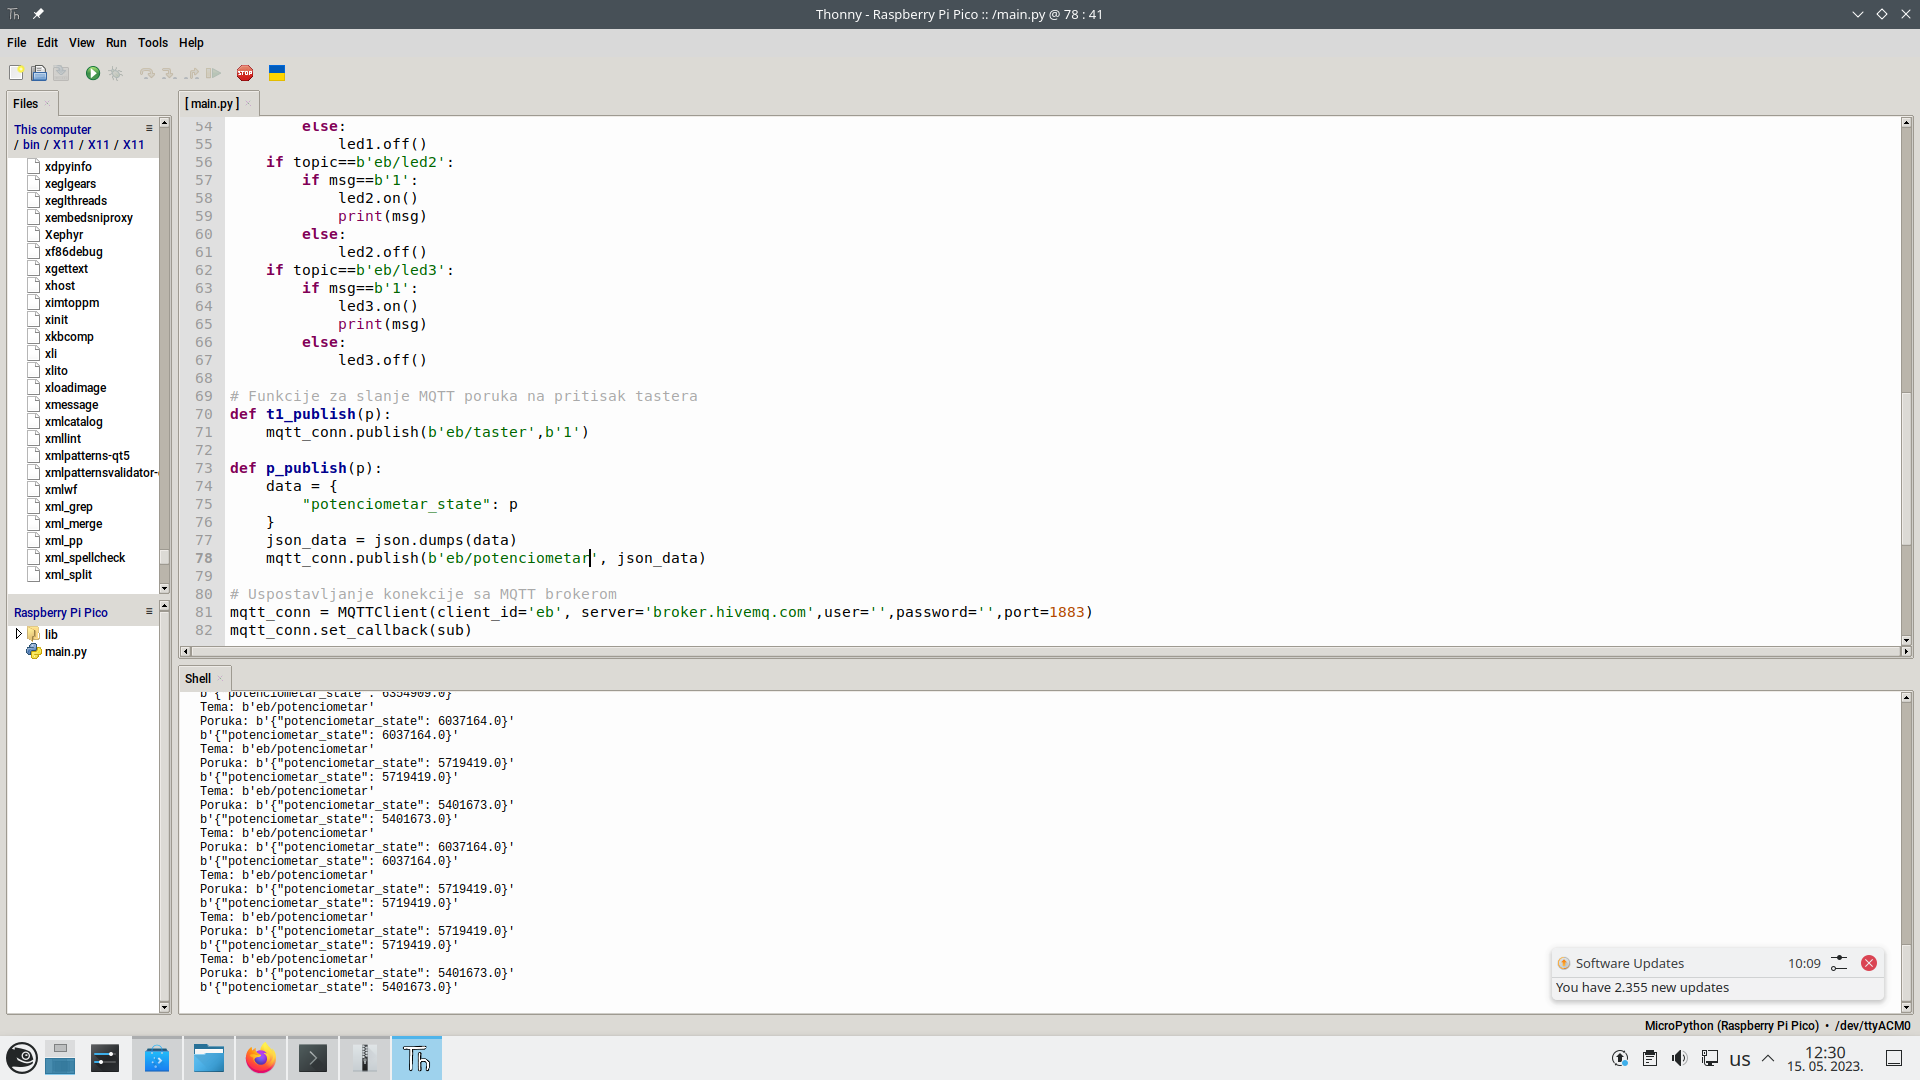 Th
Thonny - Raspberry Pi Pico :: /main.py @ 78 : 41
File Edit View Run Tools Help
STOP
Files
This computer
/ bin / X11 / X11 / X11
xdpyinfo
xeglgears
xeglthreads
xembedsniproxy
Xephyr
xf86debug
xgettext
xhost
ximtoppm
xinit
xkbcomp
xli
xlito
xloadimage
xmessage
xmlcatalog
xmllint
xmlpatterns-qt5
xmlpatternsvalidator-
xmlwf
xml_grep
xml_merge
xml_pp
xml_spellcheck
xml_split
Raspberry Pi Pico
lib
main.py
[ main.py ]
54         else:
55             led1.off()
56     if topic==b'eb/led2':
57         if msg==b'1':
58             led2.on()
59             print(msg)
60         else:
61             led2.off()
62     if topic==b'eb/led3':
63         if msg==b'1':
64             led3.on()
65             print(msg)
66         else:
67             led3.off()
68
69 # Funkcije za slanje MQTT poruka na pritisak tastera
70 def t1_publish(p):
71     mqtt_conn.publish(b'eb/taster',b'1')
72
73 def p_publish(p):
74     data = {
75         "potenciometar_state": p
76     }
77     json_data = json.dumps(data)
78     mqtt_conn.publish(b'eb/potenciometar', json_data)
79
80 # Uspostavljanje konekcije sa MQTT brokerom
81 mqtt_conn = MQTTClient(client_id='eb', server='broker.hivemq.com',user='',password='',port=1883)
82 mqtt_conn.set_callback(sub)
Shell
b'{"potenciometar_state": 6354909.0}'
Tema: b'eb/potenciometar'
Poruka: b'{"potenciometar_state": 6037164.0}'
b'{"potenciometar_state": 6037164.0}'
Tema: b'eb/potenciometar'
Poruka: b'{"potenciometar_state": 5719419.0}'
b'{"potenciometar_state": 5719419.0}'
Tema: b'eb/potenciometar'
Poruka: b'{"potenciometar_state": 5401673.0}'
b'{"potenciometar_state": 5401673.0}'
Tema: b'eb/potenciometar'
Poruka: b'{"potenciometar_state": 6037164.0}'
b'{"potenciometar_state": 6037164.0}'
Tema: b'eb/potenciometar'
Poruka: b'{"potenciometar_state": 5719419.0}'
b'{"potenciometar_state": 5719419.0}'
Tema: b'eb/potenciometar'
Poruka: b'{"potenciometar_state": 5719419.0}'
b'{"potenciometar_state": 5719419.0}'
Tema: b'eb/potenciometar'
Poruka: b'{"potenciometar_state": 5401673.0}'
b'{"potenciometar_state": 5401673.0}'
Software Updates 10:09
You have 2.355 new updates
MicroPython (Raspberry Pi Pico) • /dev/ttyACM0
Th
us
12:30
15. 05. 2023.